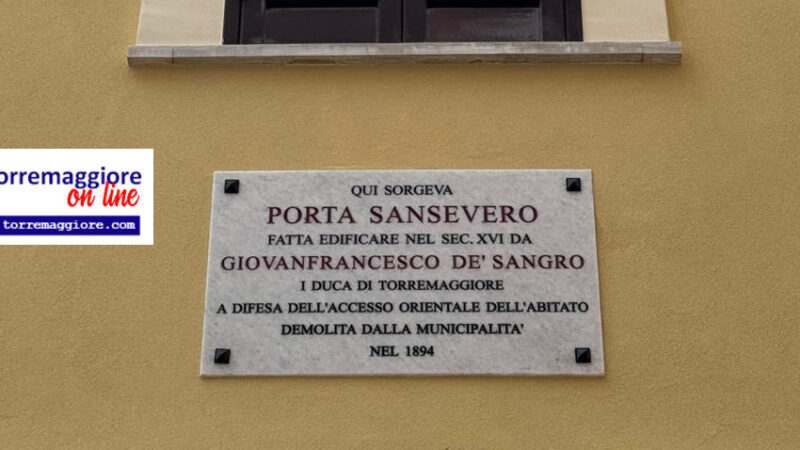 orremaggiore
on line
torremaggiore.com
QUI SORGEVA
PORTA SANSEVERO
FATTA EDIFICARE NEL SEC. XVI DA
GIOVANFRANCESCO DE' SANGRO
I DUCA DI TORREMAGGIORE
A DIFESA DELL'ACCESSO ORIENTALE DELL'ABITATO
DEMOLITA DALLA MUNICIPALITA'
NEL 1894